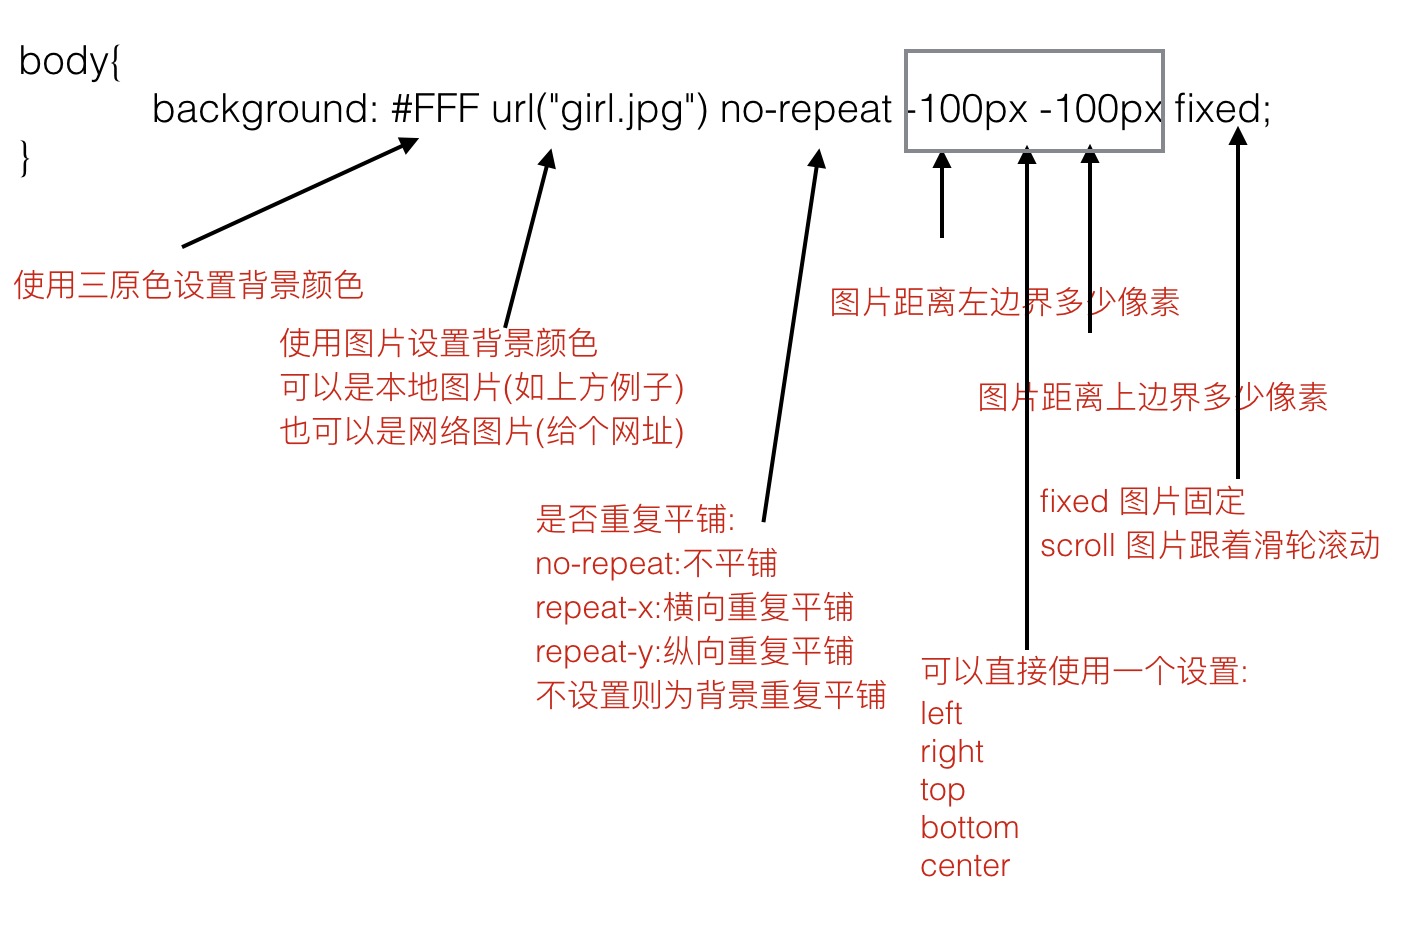 body{
background: #FFF url("girl.jpg") no-repeat -100px -100px fixed;
}
使用三原色设置背景颜色
使用图片设置背景颜色
可以是本地图片(如上方例子)
也可以是网络图片(给个网址)
是否重复平铺:
no-repeat:不平铺
repeat-x:横向重复平铺
repeat-y:纵向重复平铺
不设置则为背景重复平铺
图片距离左边界多少像素
图片距离上边界多少像素
fixed 图片固定
scroll 图片跟着滑轮滚动
可以直接使用一个设置:
left
right
top
bottom
center